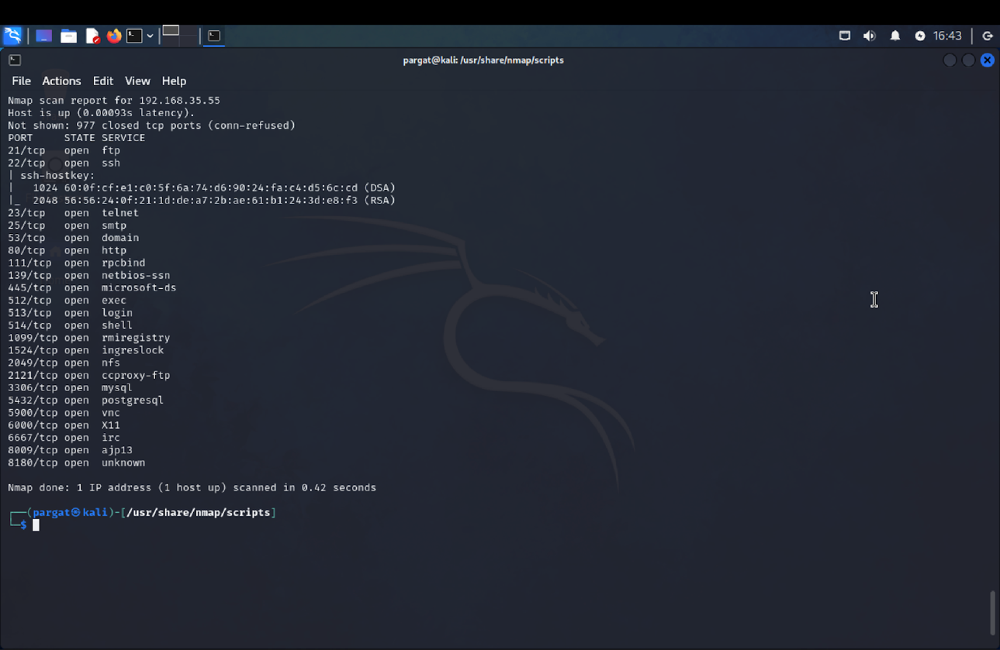 16:43
pargat@kali: /usr/share/nmap/scripts
File Actions Edit View Help
Nmap scan report for 192.168.35.55
Host is up (0.00093s latency).
Not shown: 977 closed tcp ports (conn-refused)
PORT     STATE SERVICE
21/tcp   open  ftp
22/tcp   open  ssh
| ssh-hostkey:
|   1024 60:0f:cf:e1:c0:5f:6a:74:d6:90:24:fa:c4:d5:6c:cd (DSA)
|_  2048 56:56:24:0f:21:1d:de:a7:2b:ae:61:b1:24:3d:e8:f3 (RSA)
23/tcp   open  telnet
25/tcp   open  smtp
53/tcp   open  domain
80/tcp   open  http
111/tcp  open  rpcbind
139/tcp  open  netbios-ssn
445/tcp  open  microsoft-ds
512/tcp  open  exec
513/tcp  open  login
514/tcp  open  shell
1099/tcp open  rmiregistry
1524/tcp open  ingreslock
2049/tcp open  nfs
2121/tcp open  ccproxy-ftp
3306/tcp open  mysql
5432/tcp open  postgresql
5900/tcp open  vnc
6000/tcp open  X11
6667/tcp open  irc
8009/tcp open  ajp13
8180/tcp open  unknown
Nmap done: 1 IP address (1 host up) scanned in 0.42 seconds
┌──(pargat㉿kali)-[/usr/share/nmap/scripts]
└─$